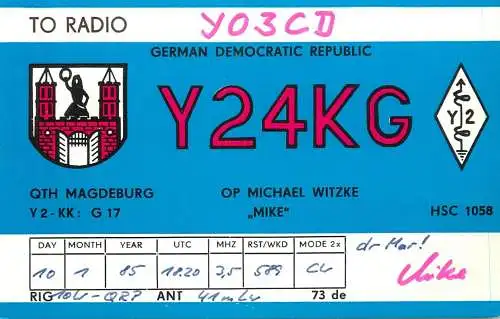 TO RADIO YO3CD
GERMAN DEMOCRATIC REPUBLIC
Y24KG
Y 2
QTH MAGDEBURG OP MICHAEL WITZKE
Y2-KK: G 17 „MIKE“ HSC 1058
DAY MONTH YEAR UTC MHZ RST/WKD MODE 2x dr Mar!
10 1 85 18.20 3,5 589 CW Mike
RIG 10W-QRP ANT 41m LW 73 de